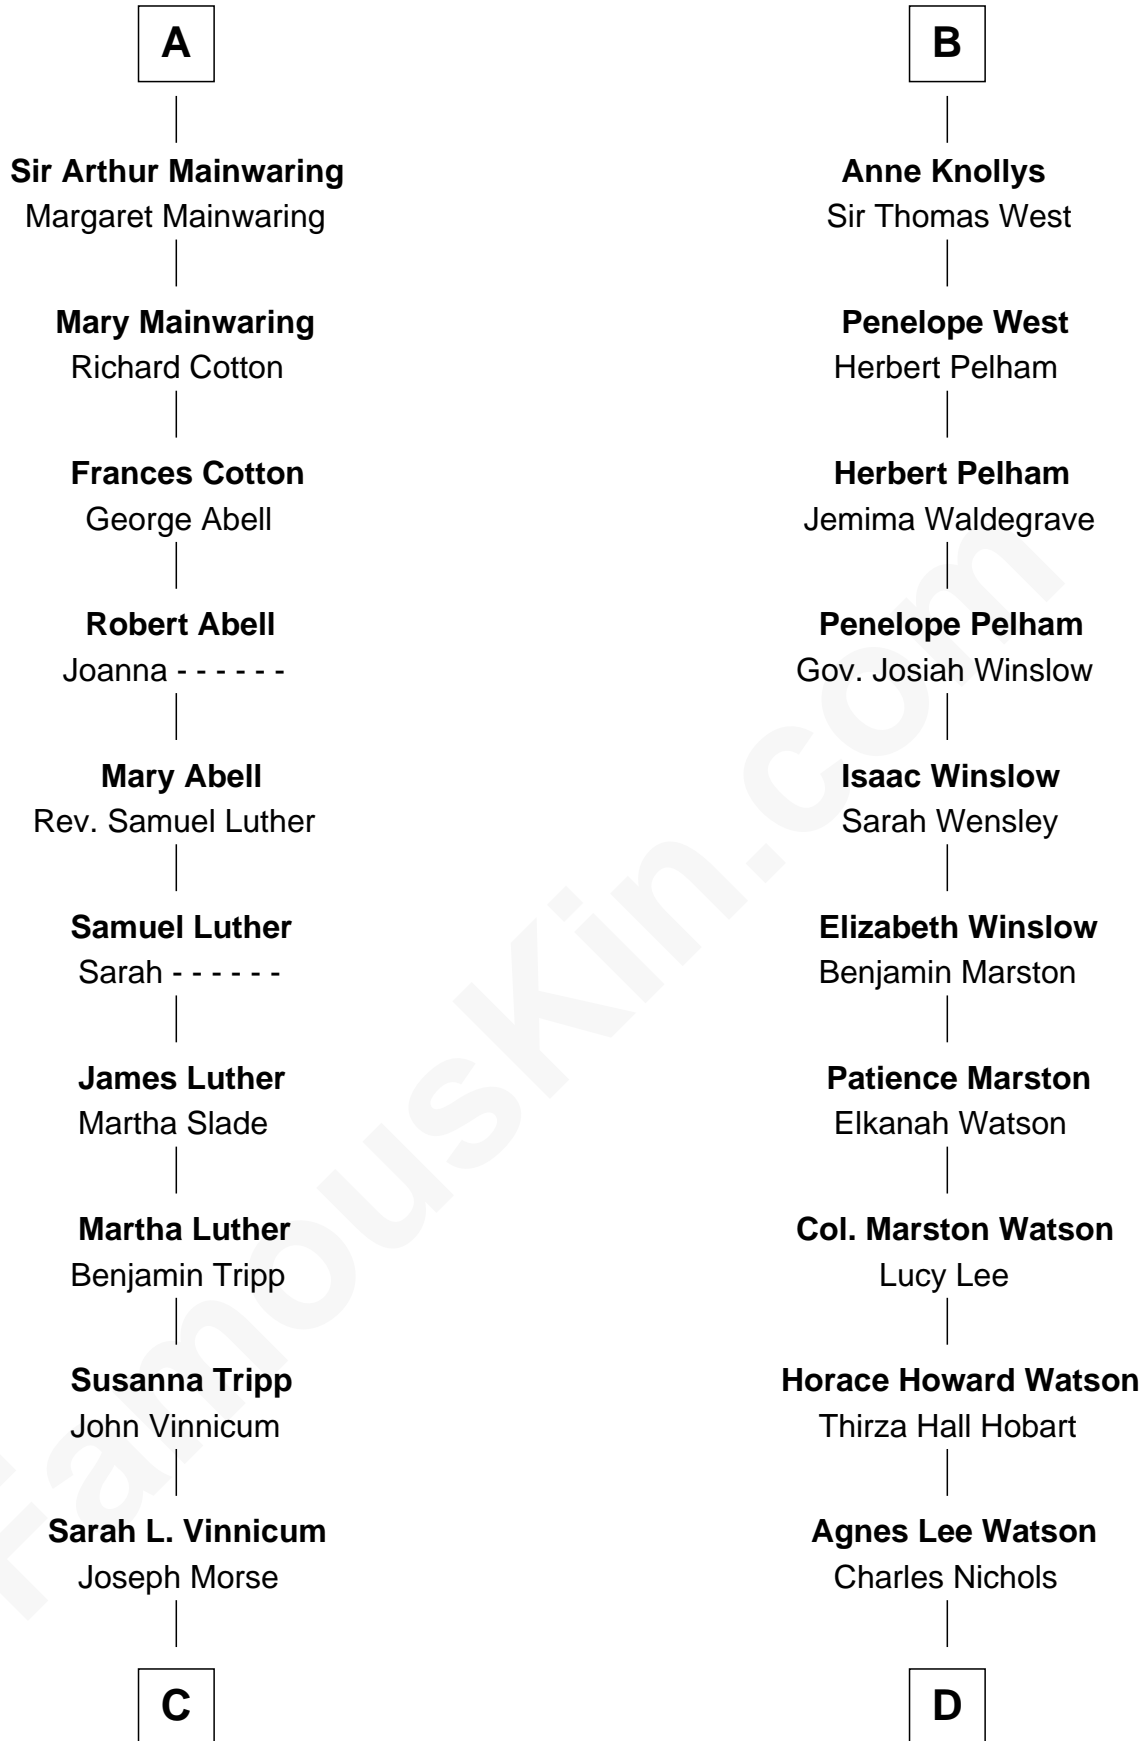 A
Sir Arthur Mainwaring
Margaret Mainwaring
Mary Mainwaring
Richard Cotton
Frances Cotton
George Abell
Robert Abell
Joanna - - - - - -
Mary Abell
Rev. Samuel Luther
Samuel Luther
Sarah - - - - - -
James Luther
Martha Slade
Martha Luther
Benjamin Tripp
Susanna Tripp
John Vinnicum
Sarah L. Vinnicum
Joseph Morse
C
B
Anne Knollys
Sir Thomas West
Penelope West
Herbert Pelham
Herbert Pelham
Jemima Waldegrave
Penelope Pelham
Gov. Josiah Winslow
Isaac Winslow
Sarah Wensley
Elizabeth Winslow
Benjamin Marston
Patience Marston
Elkanah Watson
Col. Marston Watson
Lucy Lee
Horace Howard Watson
Thirza Hall Hobart
Agnes Lee Watson
Charles Nichols
D
FamousKin.com